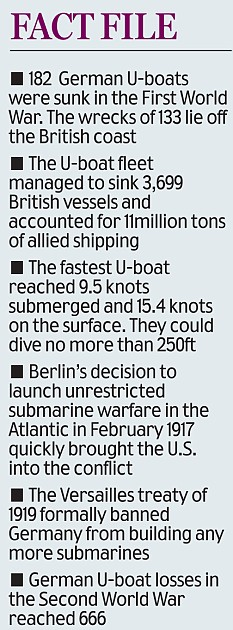 FACT FILE
■ 182 German U-boats
were sunk in the First World
War. The wrecks of 133 lie off
the British coast
■ The U-boat fleet
managed to sink 3,699
British vessels and
accounted for 11million tons
of allied shipping
■ The fastest U-boat
reached 9.5 knots
submerged and 15.4 knots
on the surface. They could
dive no more than 250ft
■ Berlin's decision to
launch unrestricted
submarine warfare in the
Atlantic in February 1917
quickly brought the U.S.
into the conflict
■ The Versailles treaty of
1919 formally banned
Germany from building any
more submarines
■ German U-boat losses in
the Second World War
reached 666